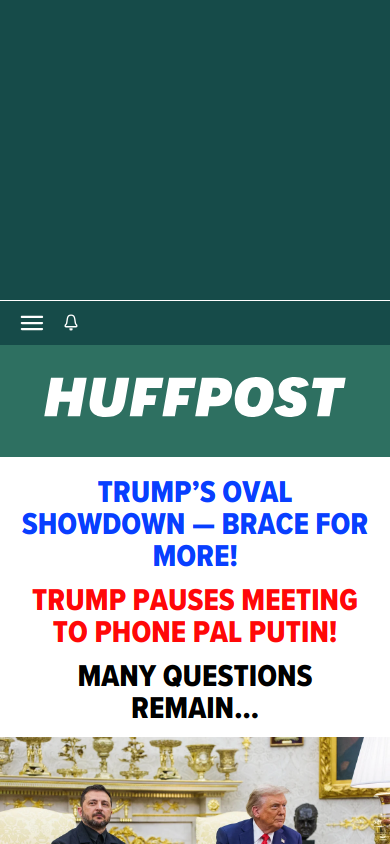 HUFFPOST
TRUMP’S OVAL
SHOWDOWN — BRACE FOR
MORE!
TRUMP PAUSES MEETING
TO PHONE PAL PUTIN!
MANY QUESTIONS
REMAIN...